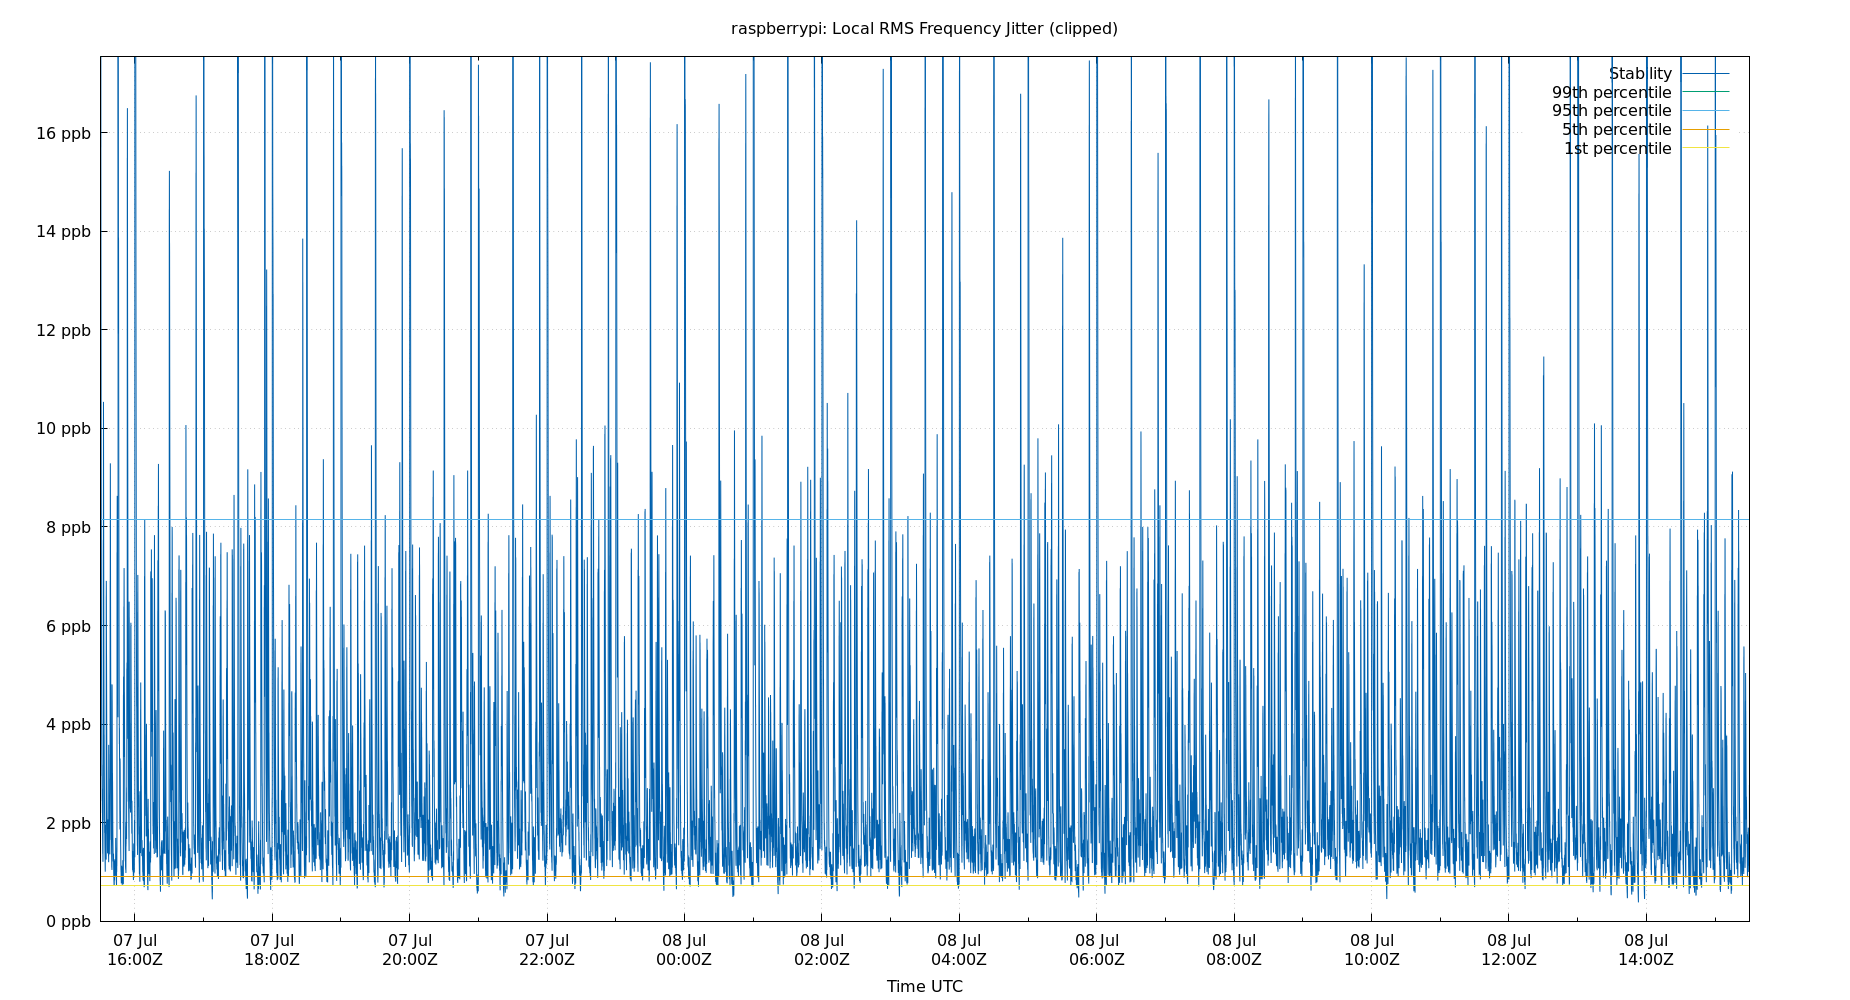 raspberrypi: Local RMS Frequency Jitter (clipped)
Stability
99th percentile
95th percentile
5th percentile
1st percentile
16 ppb
14 ppb
12 ppb
10 ppb
8 ppb
6 ppb
4 ppb
2 ppb
0 ppb
07 Jul 07 Jul 07 Jul 07 Jul 08 Jul 08 Jul 08 Jul 08 Jul 08 Jul 08 Jul 08 Jul 08 Jul
16:00Z 18:00Z 20:00Z 22:00Z 00:00Z 02:00Z 04:00Z 06:00Z 08:00Z 10:00Z 12:00Z 14:00Z
Time UTC